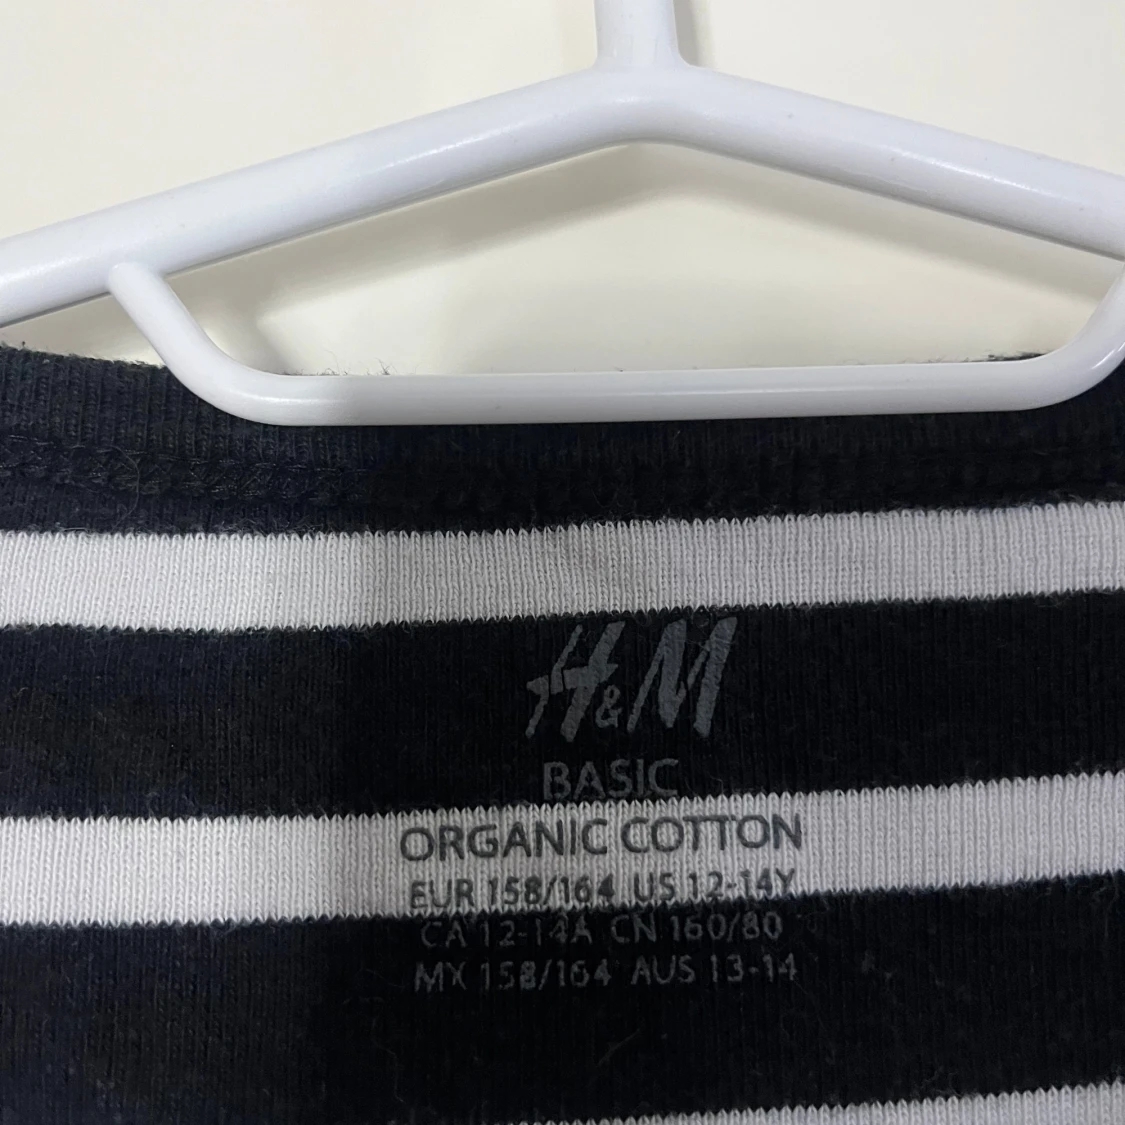 H&M
BASIC
ORGANIC COTTON
EUR 158/164 US 12-14Y
CA 12-14A CN 160/80
MX 158/164 AUS 13-14